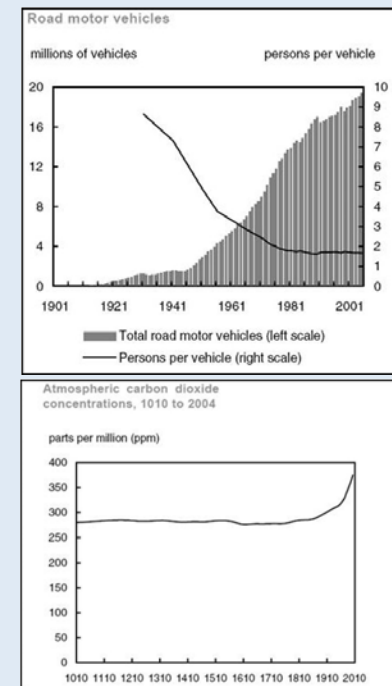 Road motor vehicles
millions of vehicles persons per vehicle
20 10
9
16 8
7
12 6
5
8 4
3
4 2
1
0 0
1901 1921 1941 1961 1981 2001
Total road motor vehicles (left scale)
Persons per vehicle (right scale)
Atmospheric carbon dioxide
concentrations, 1010 to 2004
parts per million (ppm)
400
350
300
250
200
150
100
50
0
1010 1110 1210 1310 1410 1510 1610 1710 1810 1910 2010